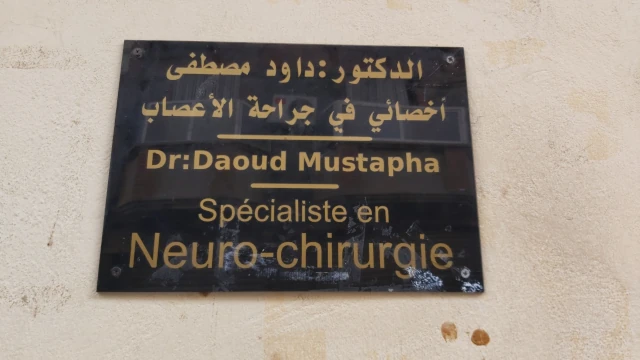 الدكتور:داود مصطفى
أخصائي في جراحة الأعصاب
Dr:Daoud Mustapha
Spécialiste en
Neuro-chirurgie